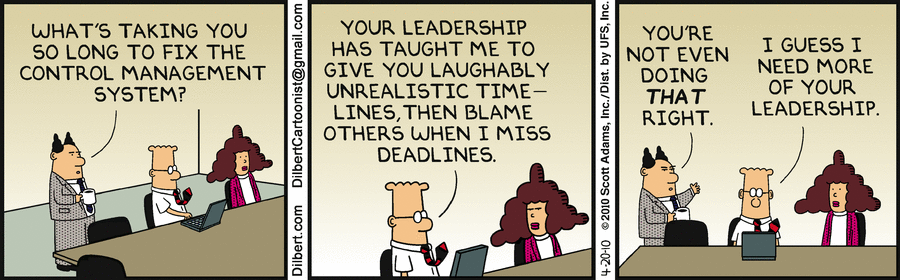 WHAT'S TAKING YOU
SO LONG TO FIX THE
CONTROL MANAGEMENT
SYSTEM?
Dilbert.com DilbertCartoonist@gmail.com
YOUR LEADERSHIP
HAS TAUGHT ME TO
GIVE YOU LAUGHABLY
UNREALISTIC TIME-
LINES, THEN BLAME
OTHERS WHEN I MISS
DEADLINES.
4-20-10 © 2010 Scott Adams, Inc./Dist. by UFS, Inc.
YOU'RE
NOT EVEN
DOING
THAT
RIGHT.
I GUESS I
NEED MORE
OF YOUR
LEADERSHIP.